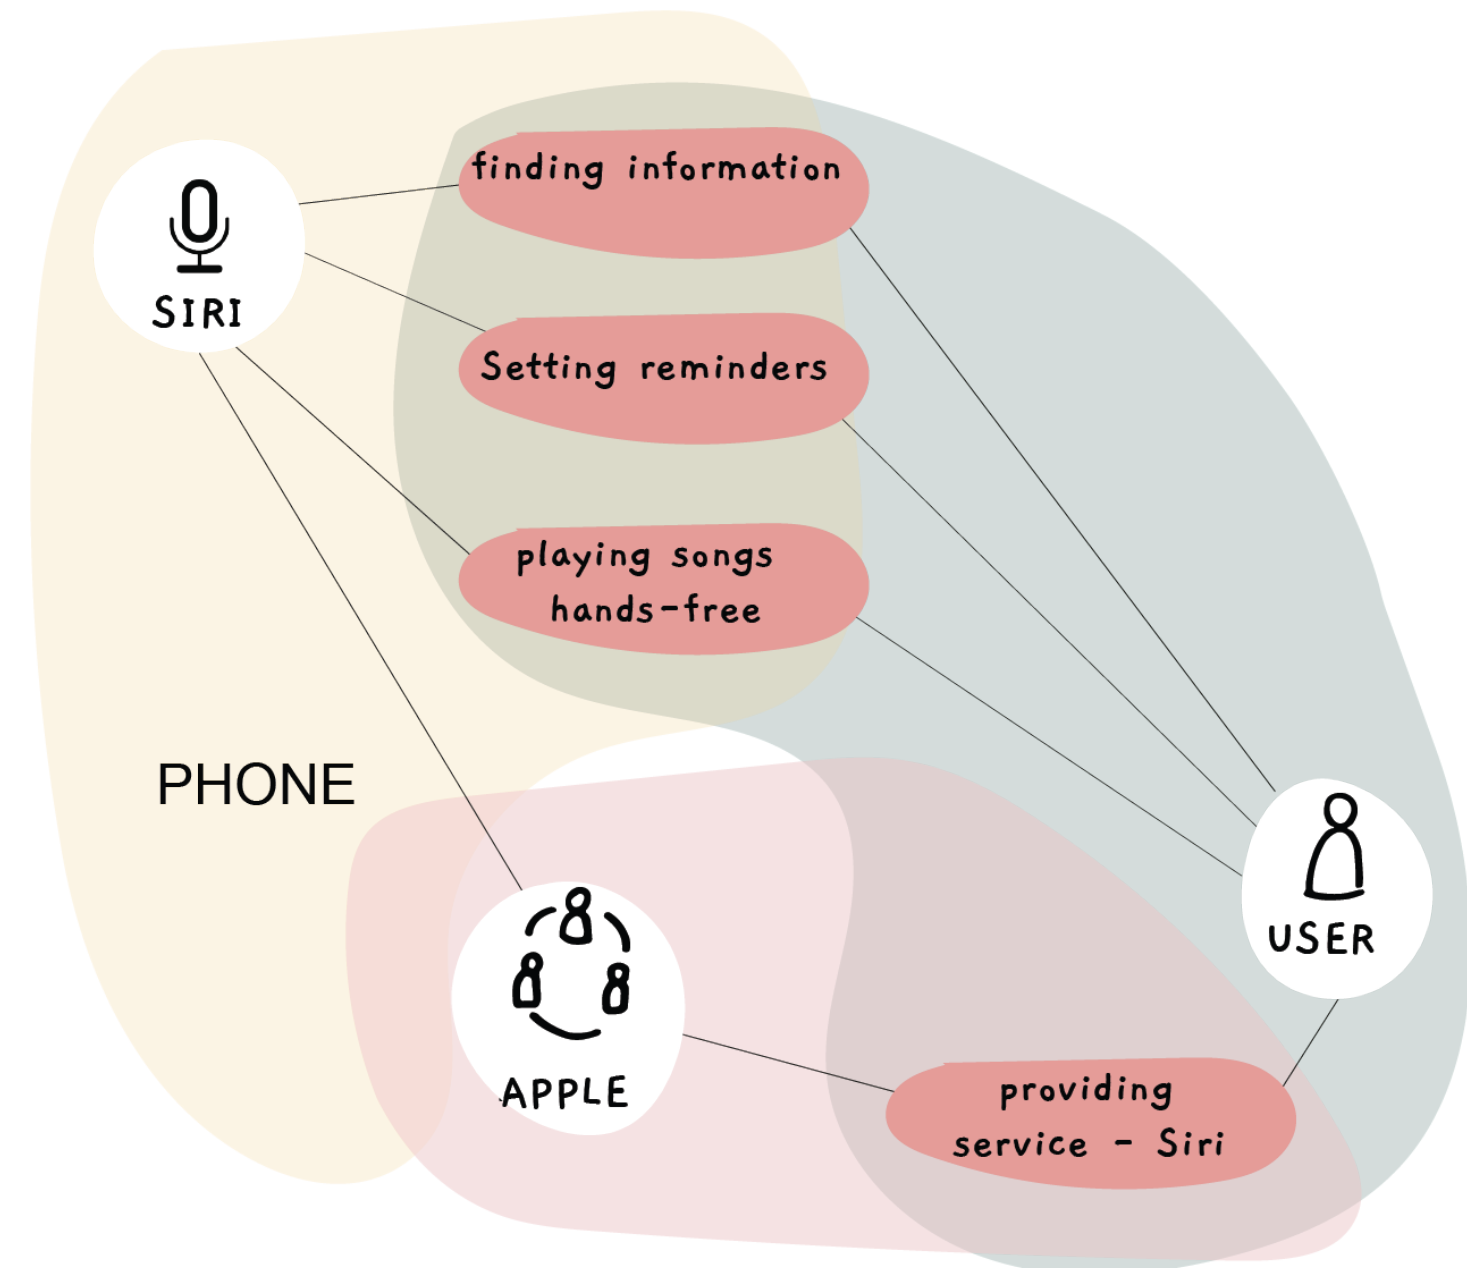 finding information
SIRI
Setting reminders
playing songs
hands-free
PHONE
USER
APPLE
providing
service - Siri